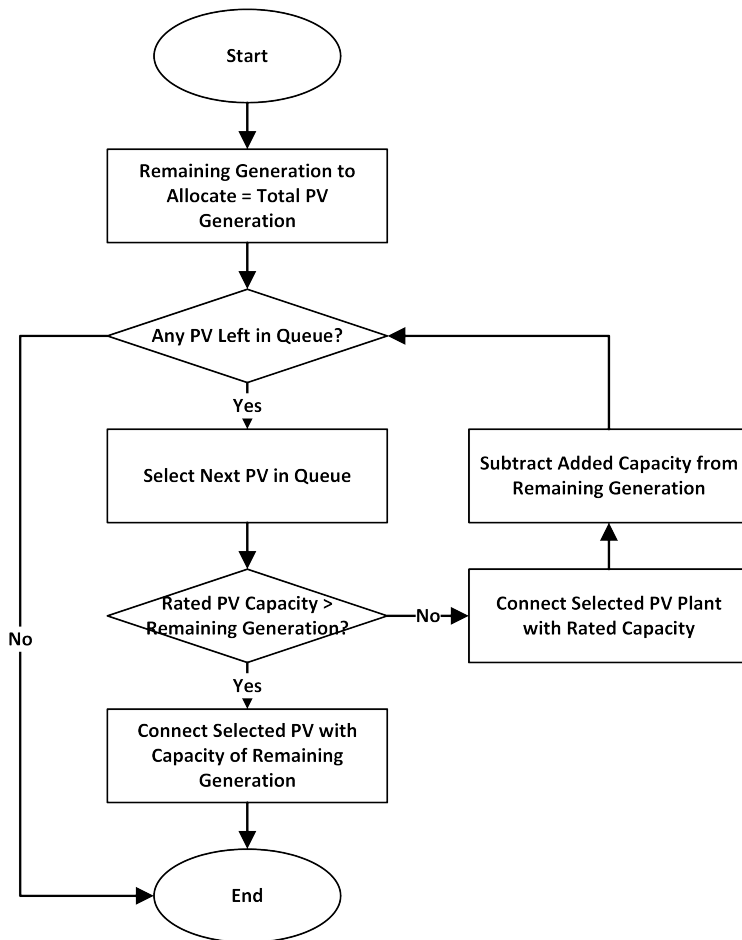 Start
Remaining Generation to
Allocate = Total PV
Generation
Any PV Left in Queue?
Yes
Select Next PV in Queue
Subtract Added Capacity from
Remaining Generation
Rated PV Capacity >
Remaining Generation?
No
Connect Selected PV Plant
with Rated Capacity
No
Yes
Connect Selected PV with
Capacity of Remaining
Generation
End